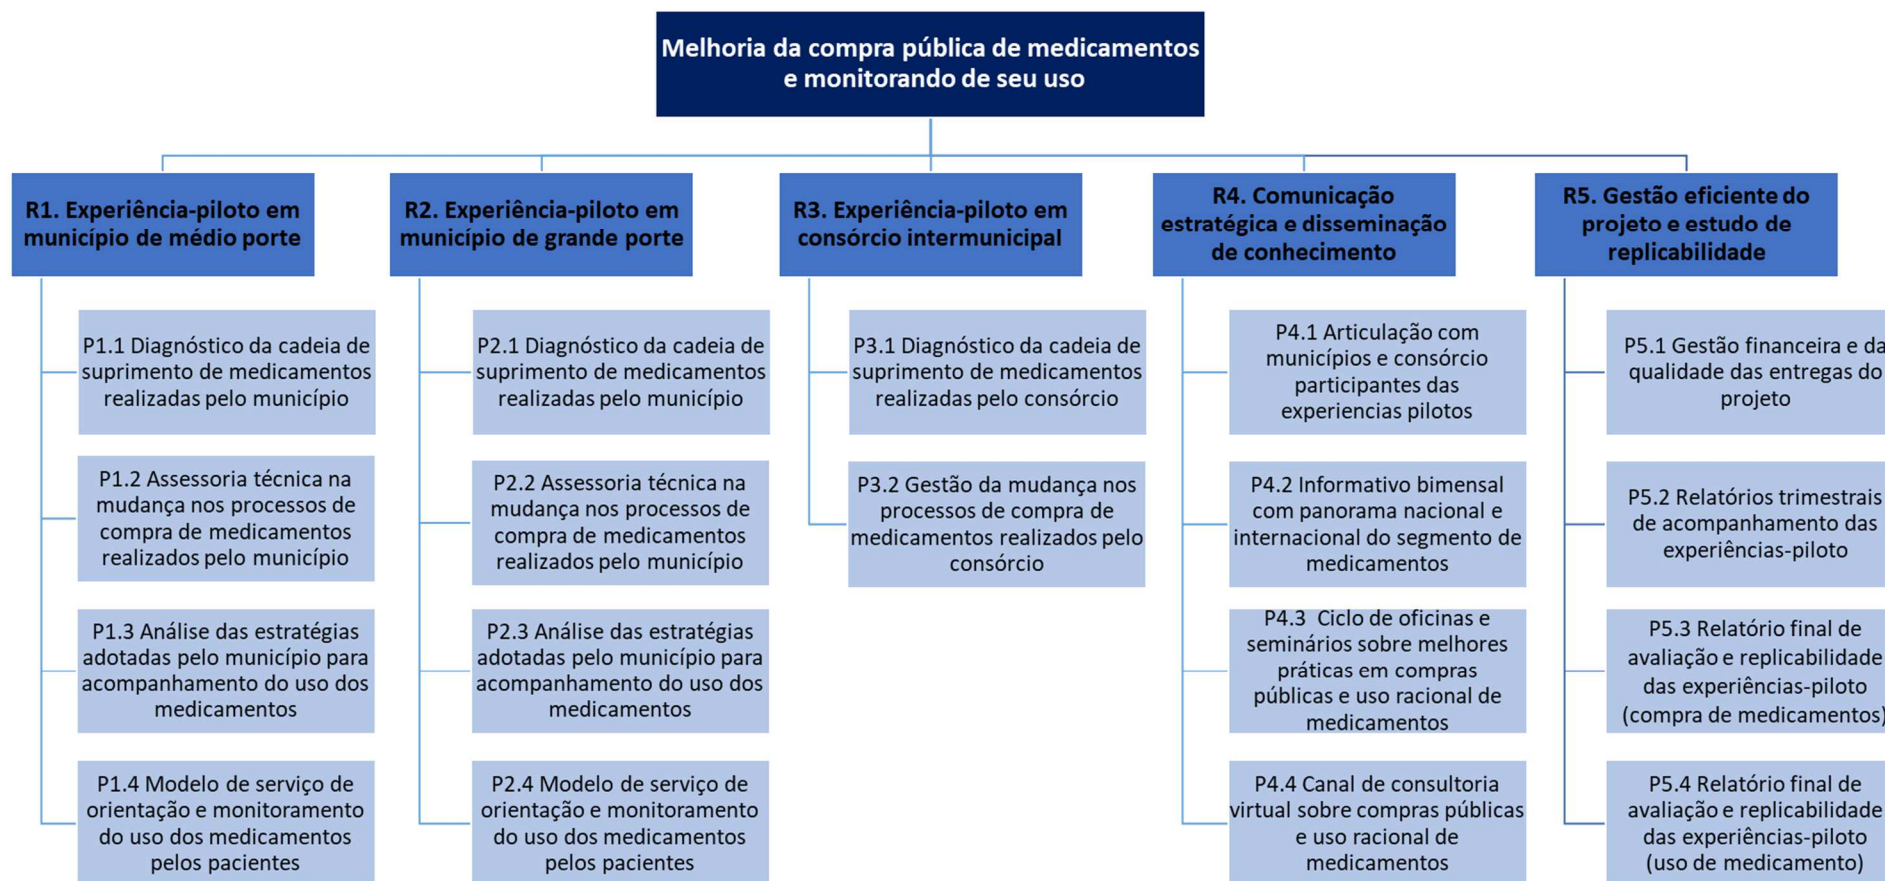 Melhoria da compra pública de medicamentos
e monitorando de seu uso
R1. Experiência-piloto em
município de médio porte
P1.1 Diagnóstico da cadeia de
suprimento de medicamentos
realizadas pelo município
P1.2 Assessoria técnica na
mudança nos processos de
compra de medicamentos
realizados pelo município
P1.3 Análise das estratégias
adotadas pelo município para
acompanhamento do uso dos
medicamentos
P1.4 Modelo de serviço de
orientação e monitoramento
do uso dos medicamentos
pelos pacientes
R2. Experiência-piloto em
município de grande porte
P2.1 Diagnóstico da cadeia de
suprimento de medicamentos
realizadas pelo município
P2.2 Assessoria técnica na
mudança nos processos de
compra de medicamentos
realizados pelo município
P2.3 Análise das estratégias
adotadas pelo município para
acompanhamento do uso dos
medicamentos
P2.4 Modelo de serviço de
orientação e monitoramento
do uso dos medicamentos
pelos pacientes
R3. Experiência-piloto em
consórcio intermunicipal
P3.1 Diagnóstico da cadeia de
suprimento de medicamentos
realizadas pelo consórcio
P3.2 Gestão da mudança nos
processos de compra de
medicamentos realizados pelo
consórcio
R4. Comunicação
estratégica e disseminação
de conhecimento
P4.1 Articulação com
municípios e consórcio
participantes das
experiencias pilotos
P4.2 Informativo bimensal
com panorama nacional e
internacional do segmento de
medicamentos
P4.3 Ciclo de oficinas e
seminários sobre melhores
práticas em compras
públicas e uso racional de
medicamentos
P4.4 Canal de consultoria
virtual sobre compras públicas
e uso racional de
medicamentos
R5. Gestão eficiente do
projeto e estudo de
replicabilidade
P5.1 Gestão financeira e da
qualidade das entregas do
projeto
P5.2 Relatórios trimestrais
de acompanhamento das
experiências-piloto
P5.3 Relatório final de
avaliação e replicabilidade
das experiências-piloto
(compra de medicamentos)
P5.4 Relatório final de
avaliação e replicabilidade
das experiências-piloto
(uso de medicamento)